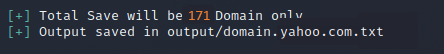 [+] Total Save will be 171 Domain only
[+] Output saved in output/domain.yahoo.com.txt